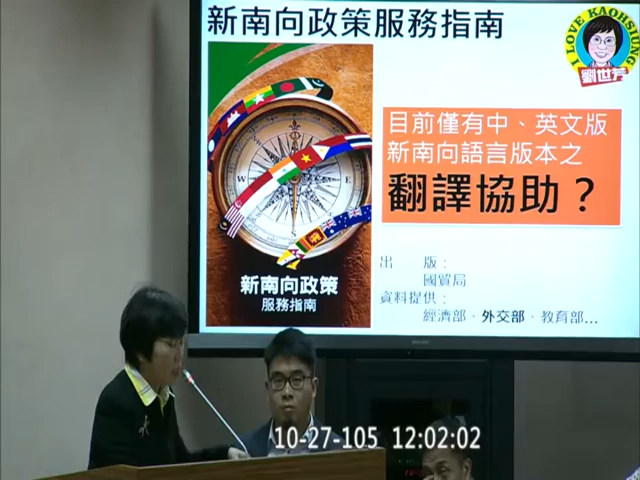 新南向政策服務指南
I LOVE KAOHSIUNG
劉世芳
目前僅有中、英文版
新南向語言版本之
翻譯協助？
新南向政策
服務指南
出　　版：
國貿局
資料提供：
經濟部、外交部、教育部...
10-27-105 12:02:02